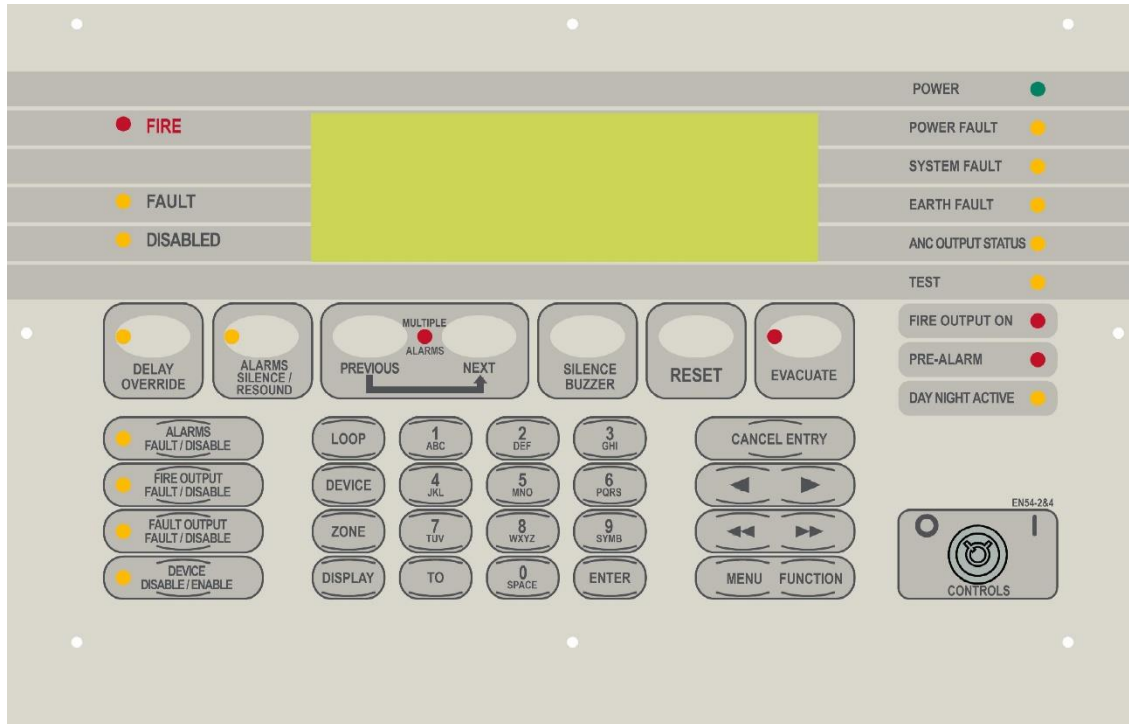 POWER
FIRE
POWER FAULT
SYSTEM FAULT
FAULT
EARTH FAULT
DISABLED
ANC OUTPUT STATUS
TEST
DELAY
OVERRIDE
ALARMS
SILENCE /
RESOUND
MULTIPLE
ALARMS
PREVIOUS
NEXT
SILENCE
BUZZER
RESET
EVACUATE
FIRE OUTPUT ON
PRE-ALARM
DAY NIGHT ACTIVE
ALARMS
FAULT / DISABLE
LOOP
1
ABC
2
DEF
3
GHI
CANCEL ENTRY
FIRE OUTPUT
FAULT / DISABLE
DEVICE
4
JKL
5
MNO
6
PQRS
FAULT OUTPUT
FAULT / DISABLE
ZONE
7
TUV
8
WXYZ
9
SYMB
EN54-2&4
DEVICE
DISABLE / ENABLE
DISPLAY
TO
0
SPACE
ENTER
MENU FUNCTION
O I
CONTROLS